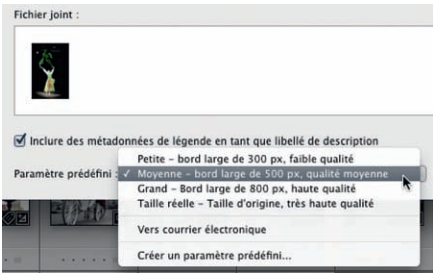 Fichier joint :
Inclure des métadonnées de légende en tant que libellé de description
Petite – bord large de 300 px, faible qualité
Paramètre prédéfini : ✓ Moyenne – bord large de 500 px, qualité moyenne
Grand – Bord large de 800 px, haute qualité
Taille réelle – Taille d'origine, très haute qualité
Vers courrier électronique
Créer un paramètre prédéfini...